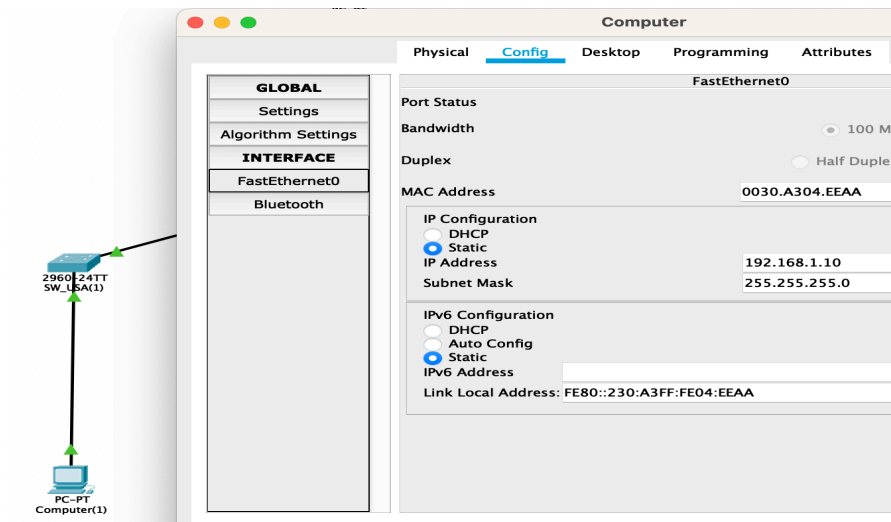 Computer
Physical Config Desktop Programming Attributes
GLOBAL
Settings
Algorithm Settings
INTERFACE
FastEthernet0
Bluetooth
FastEthernet0
Port Status
Bandwidth 100 M
Duplex Half Duple
MAC Address 0030.A304.EEAA
IP Configuration
DHCP
Static
IP Address 192.168.1.10
Subnet Mask 255.255.255.0
IPv6 Configuration
DHCP
Auto Config
Static
IPv6 Address
Link Local Address: FE80::230:A3FF:FE04:EEAA
2960-24TT
SW_USA(1)
PC-PT
Computer(1)